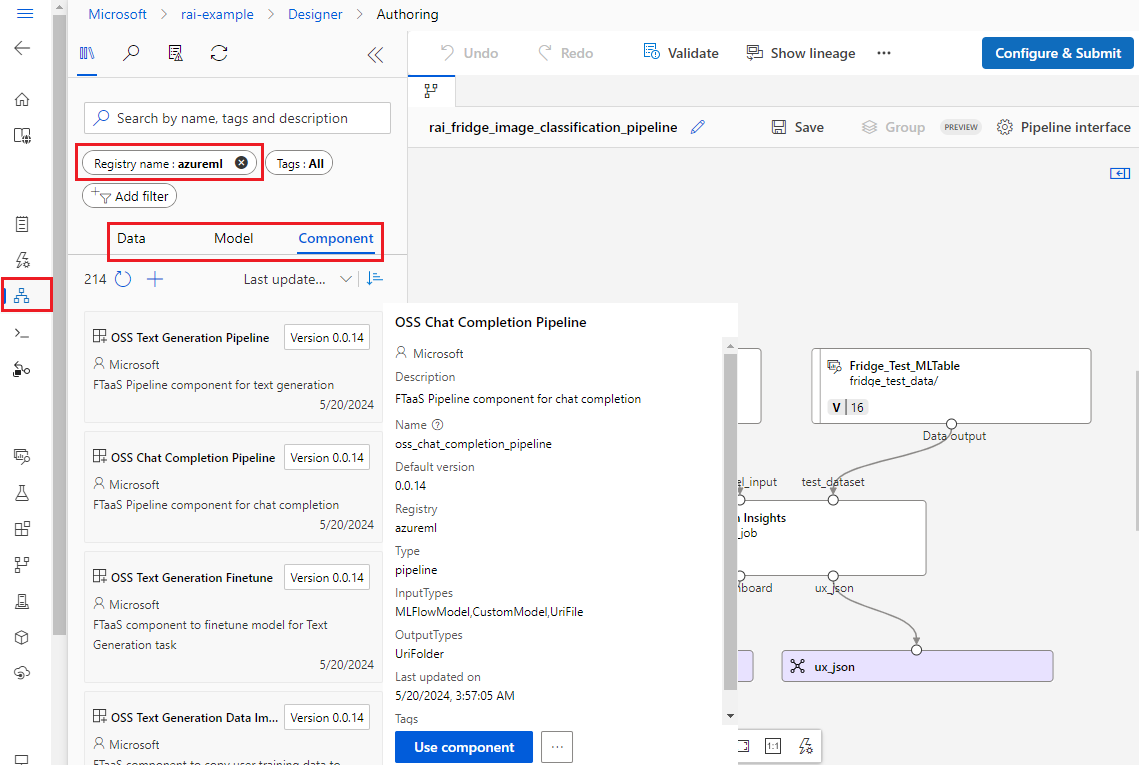 Microsoft > rai-example > Designer > Authoring
Undo Redo Validate Show lineage ••• Configure & Submit
Search by name, tags and description
rai_fridge_image_classification_pipeline Save Group PREVIEW Pipeline interface
Registry name : azureml Tags : All
Add filter
Data Model Component
214 Last update...
OSS Text Generation Pipeline Version 0.0.14
Microsoft
FTaaS Pipeline component for text generation
5/20/2024
OSS Chat Completion Pipeline Version 0.0.14
Microsoft
FTaaS Pipeline component for chat completion
5/20/2024
OSS Text Generation Finetune Version 0.0.14
Microsoft
FTaaS component to finetune model for Text
Generation task
5/20/2024
OSS Text Generation Data Im... Version 0.0.14
Microsoft
FTaaS component to copy user training data to
OSS Chat Completion Pipeline
Microsoft
Description
FTaaS Pipeline component for chat completion
Name
oss_chat_completion_pipeline
Default version
0.0.14
Registry
azureml
Type
pipeline
InputTypes
MLFlowModel,CustomModel,UriFile
OutputTypes
UriFolder
Last updated on
5/20/2024, 3:57:05 AM
Tags
Use component ...
Fridge_Test_MLTable
fridge_test_data/
V 16
Data output
el_input test_dataset
Insights
_job
hboard ux_json
ux_json
1:1